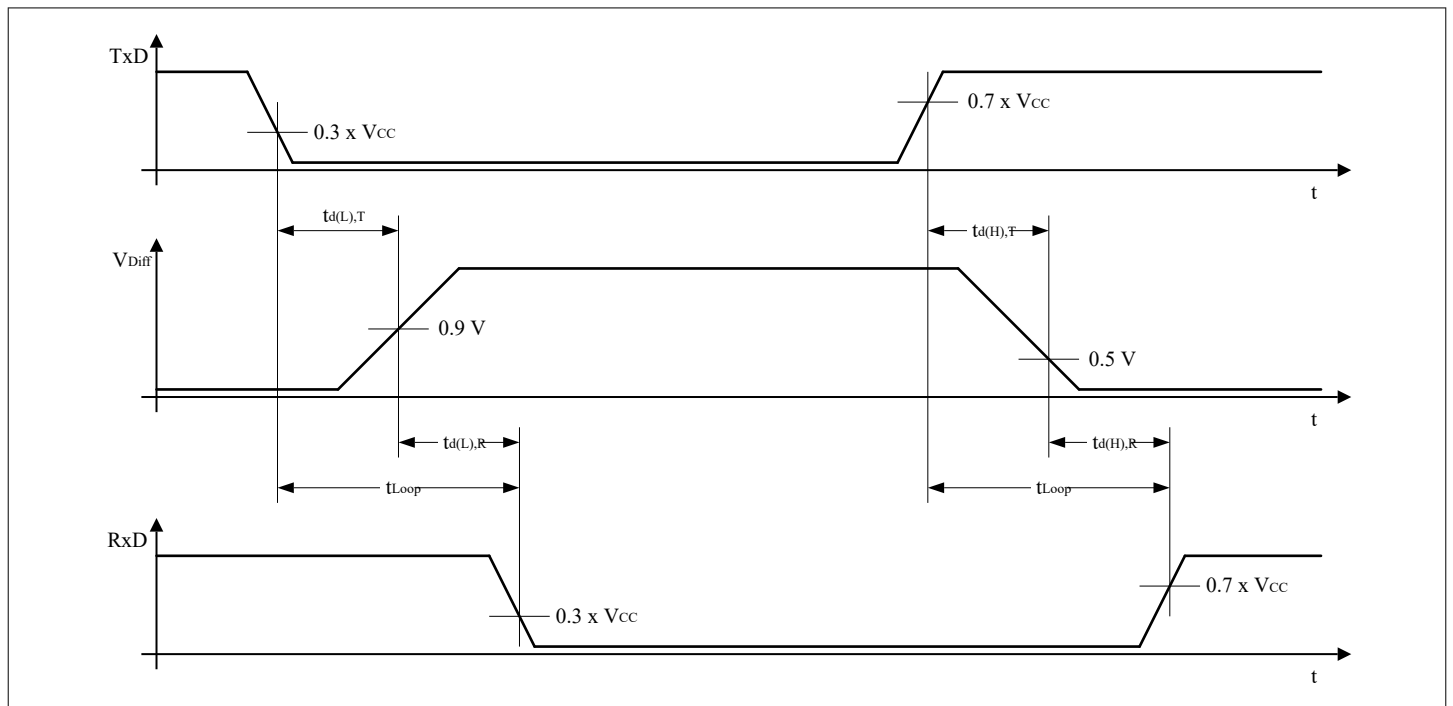 TxD
0.7 x VCC
0.3 x VCC
t
td(L),T
td(H),T
VDiff
0.9 V
0.5 V
t
td(L),R
td(H),R
tLoop
tLoop
RxD
0.7 x VCC
0.3 x VCC
t